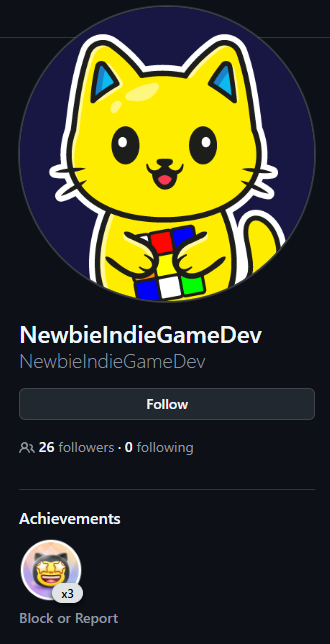 NewbieIndieGameDev
NewbieIndieGameDev
Follow
26 followers · 0 following
Achievements
x3
Block or Report